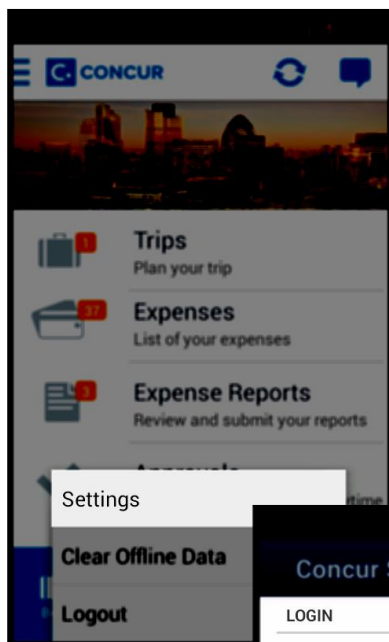 CONCUR
1
Trips
Plan your trip
37
Expenses
List of your expenses
3
Expense Reports
Review and submit your reports
Settings
Clear Offline Data
Logout
Concur
LOGIN